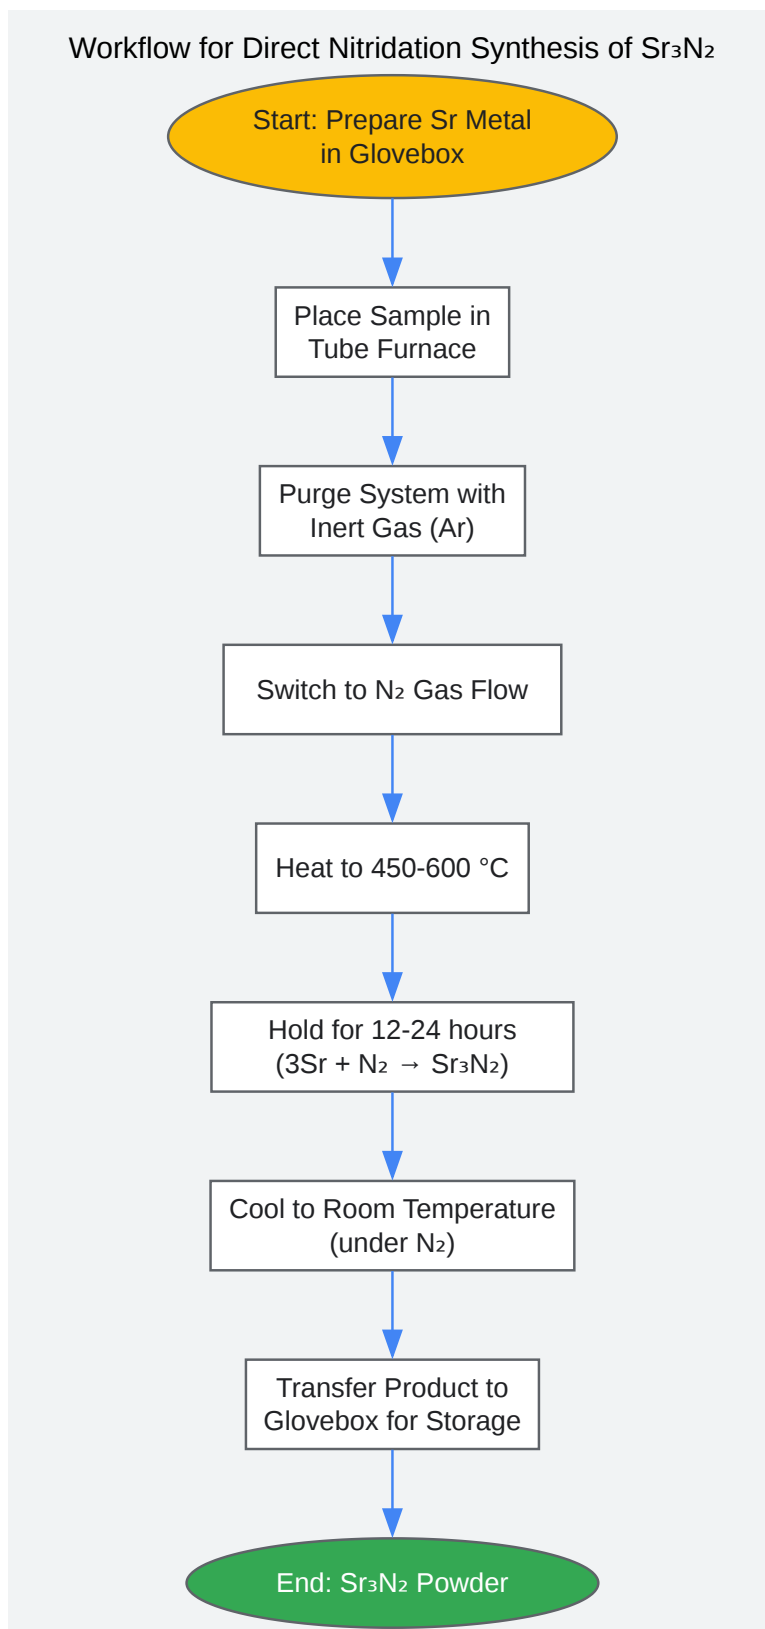 Workflow for Direct Nitridation Synthesis of Sr₃N₂
Start: Prepare Sr Metal
in Glovebox
Place Sample in
Tube Furnace
Purge System with
Inert Gas (Ar)
Switch to N₂ Gas Flow
Heat to 450-600 °C
Hold for 12-24 hours
(3Sr + N₂ → Sr₃N₂)
Cool to Room Temperature
(under N₂)
Transfer Product to
Glovebox for Storage
End: Sr₃N₂ Powder